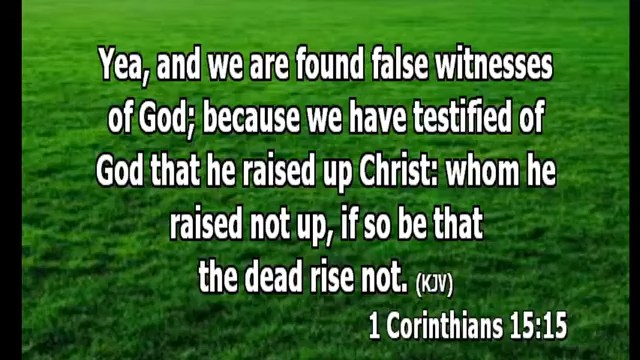 Yea, and we are found false witnesses
of God; because we have testified of
God that he raised up Christ: whom he
raised not up, if so be that
the dead rise not. (KJV)
1 Corinthians 15:15